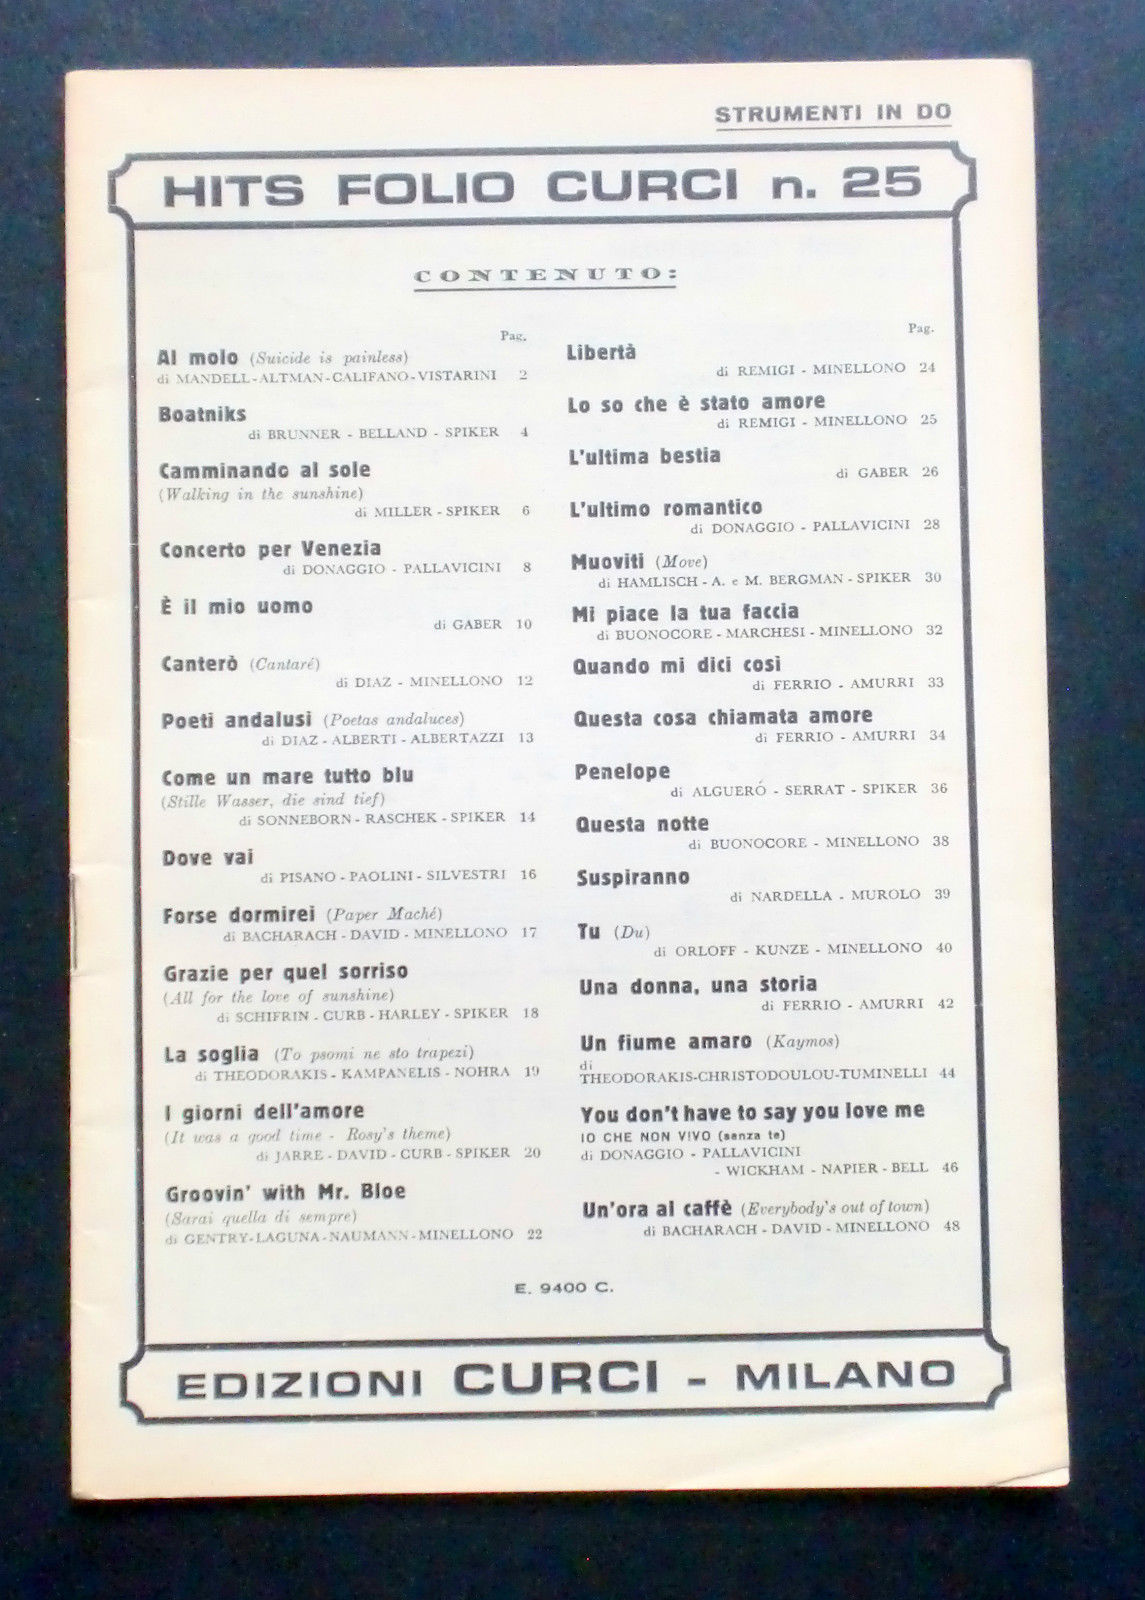 STRUMENTI IN DO
HITS FOLIO CURCI n. 25
CONTENUTO:
Pag.
Al molo (Suicide is painless)
di MANDELL-ALTMAN-CALIFANO-VISTARINI 2
Boatniks
di BRUNNER - BELLAND - SPIKER 4
Camminando al sole
(Walking in the sunshine)
di MILLER - SPIKER 6
Concerto per Venezia
di DONAGGIO - PALLAVICINI 8
È il mio uomo
di GABER 10
Canterò (Cantaré)
di DIAZ - MINELLONO 12
Poeti andalusi (Poetas andaluces)
di DIAZ - ALBERTI - ALBERTAZZI 13
Come un mare tutto blu
(Stille Wasser, die sind tief)
di SONNEBORN - RASCHEK - SPIKER 14
Dove vai
di PISANO - PAOLINI - SILVESTRI 16
Forse dormirei (Paper Maché)
di BACHARACH - DAVID - MINELLONO 17
Grazie per quel sorriso
(All for the love of sunshine)
di SCHIFRIN - CURB - HARLEY - SPIKER 18
La soglia (To psomi ne sto trapezi)
di THEODORAKIS - KAMPANELIS - NOHRA 19
I giorni dell'amore
(It was a good time - Rosy's theme)
di JARRE - DAVID - CURB - SPIKER 20
Groovin' with Mr. Bloe
(Sarai quella di sempre)
di GENTRY-LAGUNA-NAUMANN-MINELLONO 22
Pag.
Libertà
di REMIGI - MINELLONO 24
Lo so che è stato amore
di REMIGI - MINELLONO 25
L'ultima bestia
di GABER 26
L'ultimo romantico
di DONAGGIO - PALLAVICINI 28
Muoviti (Move)
di HAMLISCH - A. e M. BERGMAN - SPIKER 30
Mi piace la tua faccia
di BUONOCORE - MARCHESI - MINELLONO 32
Quando mi dici così
di FERRIO - AMURRI 33
Questa cosa chiamata amore
di FERRIO - AMURRI 34
Penelope
di ALGUERÓ - SERRAT - SPIKER 36
Questa notte
di BUONOCORE - MINELLONO 38
Suspiranno
di NARDELLA - MUROLO 39
Tu (Du)
di ORLOFF - KUNZE - MINELLONO 40
Una donna, una storia
di FERRIO - AMURRI 42
Un fiume amaro (Kaymos)
di
THEODORAKIS-CHRISTODOULOU-TUMINELLI 44
You don't have to say you love me
IO CHE NON VIVO (senza te)
di DONAGGIO - PALLAVICINI
- WICKHAM - NAPIER - BELL 46
Un'ora al caffè (Everybody's out of town)
di BACHARACH - DAVID - MINELLONO 48
E. 9400 C.
EDIZIONI CURCI - MILANO